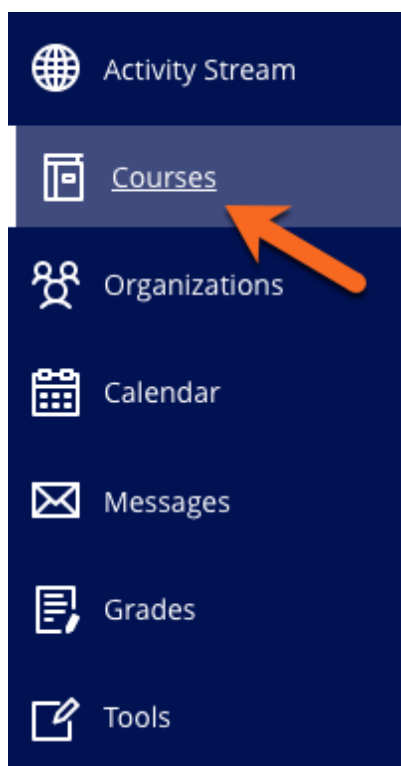 Activity Stream
Courses
Organizations
Calendar
Messages
Grades
Tools